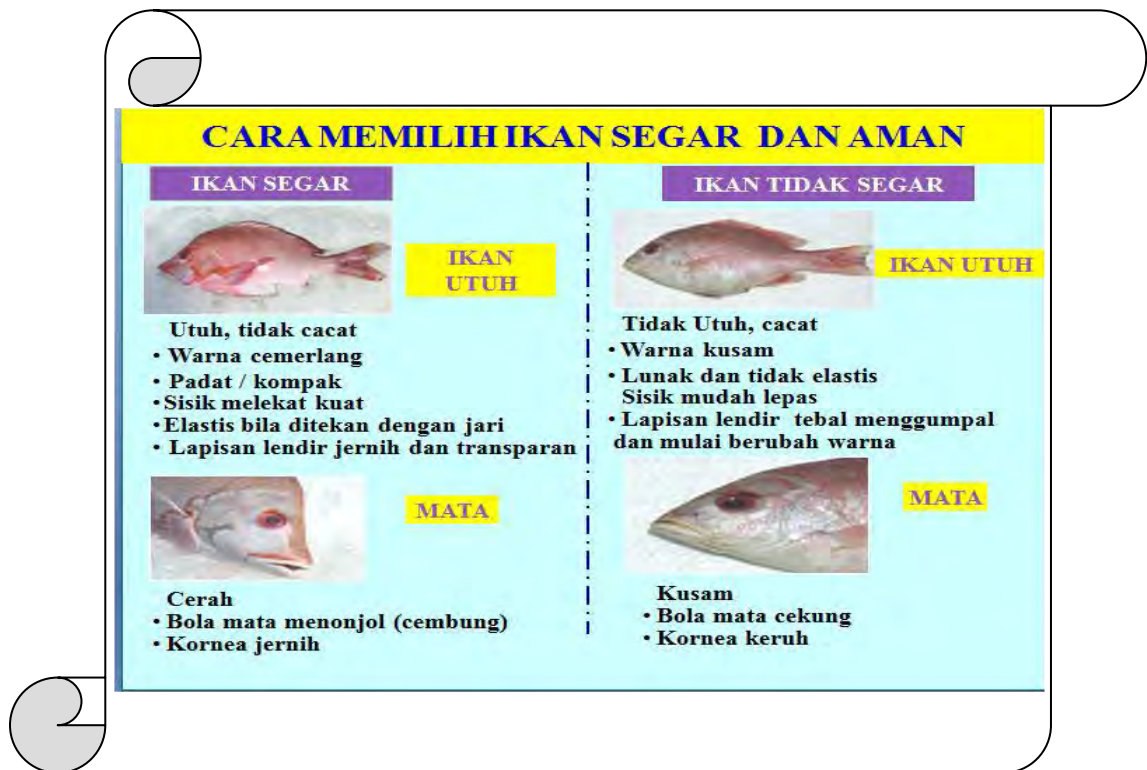 CARA MEMILIH IKAN SEGAR DAN AMAN
IKAN SEGAR
IKAN
UTUH
Utuh, tidak cacat
• Warna cemerlang
• Padat / kompak
•Sisik melekat kuat
•Elastis bila ditekan dengan jari
• Lapisan lendir jernih dan transparan
MATA
Cerah
• Bola mata menonjol (cembung)
• Kornea jernih
IKAN TIDAK SEGAR
IKAN UTUH
Tidak Utuh, cacat
• Warna kusam
• Lunak dan tidak elastis
Sisik mudah lepas
• Lapisan lendir tebal menggumpal
dan mulai berubah warna
MATA
Kusam
• Bola mata cekung
• Kornea keruh